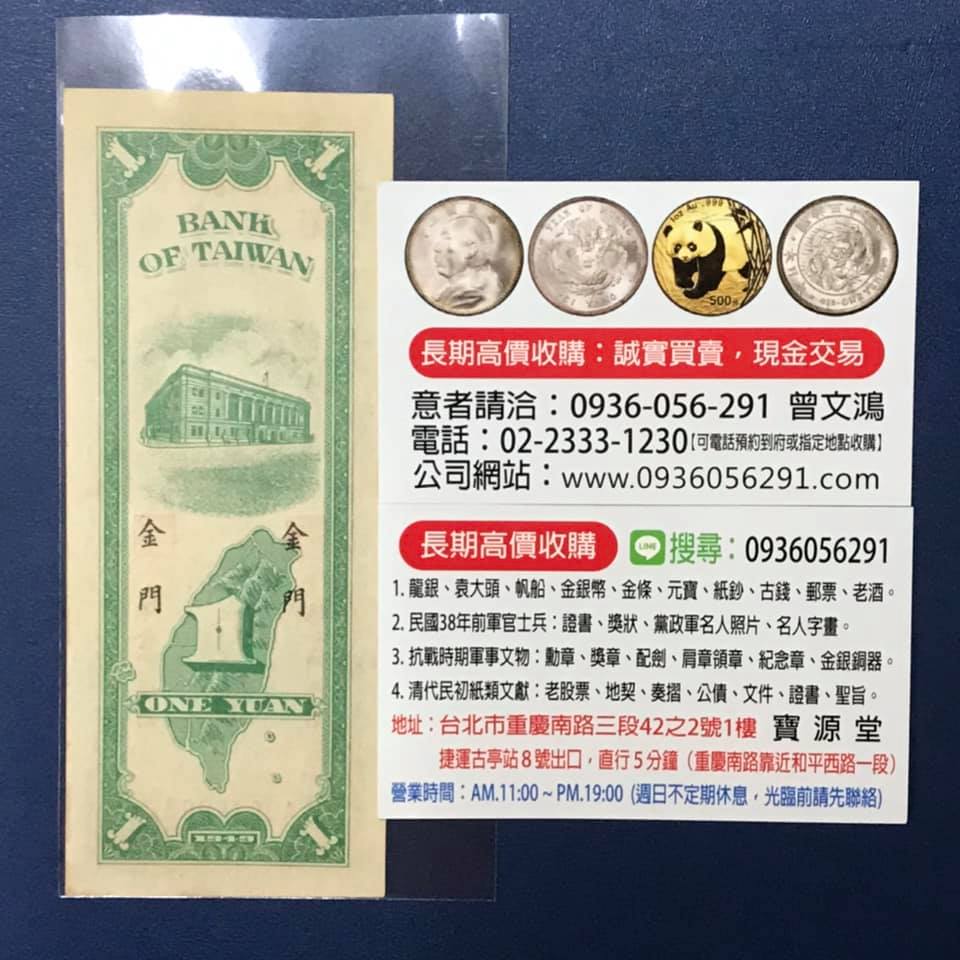 1
1
BANK
OF TAIWAN
金門
金門
1
ONE YUAN
1
1949
1
1oz Au .999
500
長期高價收購：誠實買賣，現金交易
意者請洽：0936-056-291 曾文鴻
電話：02-2333-1230【可電話預約到府或指定地點收購】
公司網站：www.0936056291.com
長期高價收購 LINE 搜尋：0936056291
1. 龍銀、袁大頭、帆船、金銀幣、金條、元寶、紙鈔、古錢、郵票、老酒。
2. 民國38年前軍官士兵：證書、獎狀、黨政軍名人照片、名人字畫。
3. 抗戰時期軍事文物：勳章、獎章、配劍、肩章領章、紀念章、金銀銅器。
4. 清代民初紙類文獻：老股票、地契、奏摺、公債、文件、證書、聖旨。
地址：台北市重慶南路三段42之2號1樓 寶源堂
捷運古亭站8號出口，直行5分鐘（重慶南路靠近和平西路一段）
營業時間：AM.11:00 ~ PM.19:00 (週日不定期休息，光臨前請先聯絡)